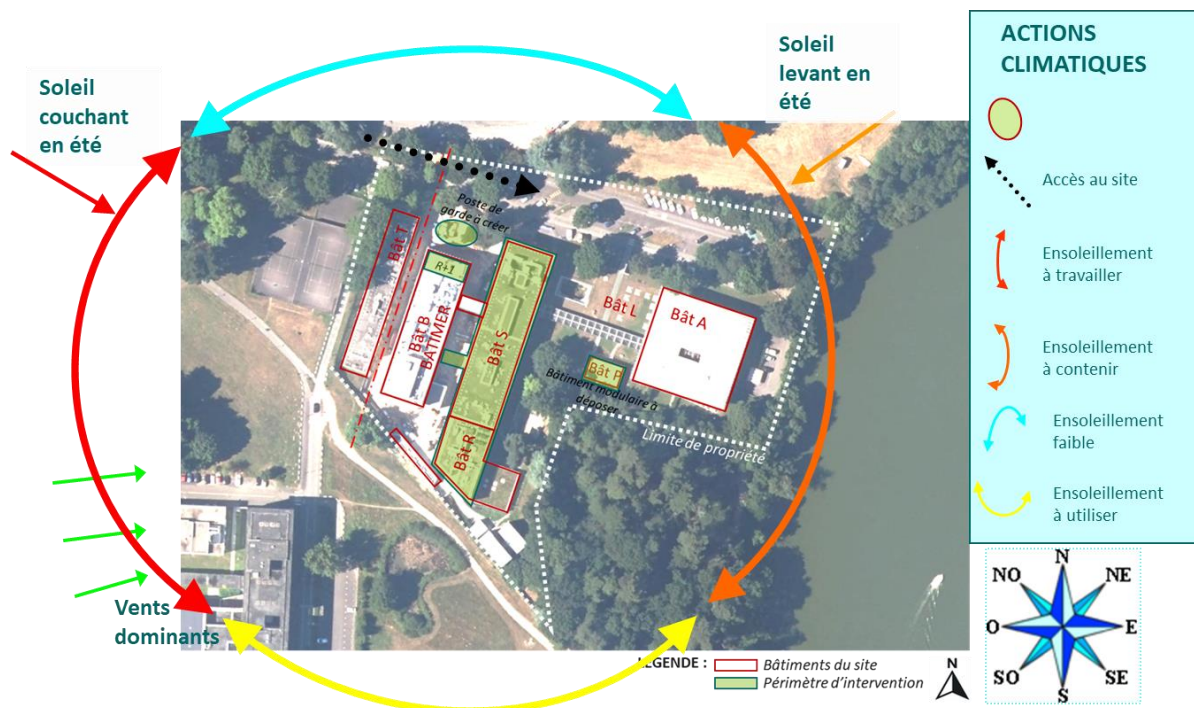 Soleil
couchant
en été
Soleil
levant en
été
ACTIONS
CLIMATIQUES
Accès au site
Ensoleillement
à travailler
Ensoleillement
à contenir
Ensoleillement
faible
Ensoleillement
à utiliser
Poste de
garde à créer
Bât T
R+1
Bât B
BATIMER
Bât S
Bât R
Bât L
Bât A
Bât P
Bâtiment modulaire à
déposer
Limite de propriété
Vents
dominants
LEGENDE :
Bâtiments du site
Périmètre d'intervention
N
N
NO
NE
O
E
SO
SE
S